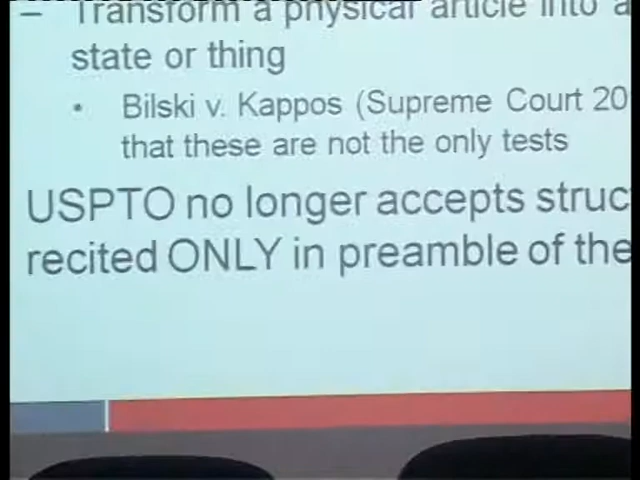 – Transform a physical article into a
state or thing
• Bilski v. Kappos (Supreme Court 20
that these are not the only tests
USPTO no longer accepts struc
recited ONLY in preamble of the